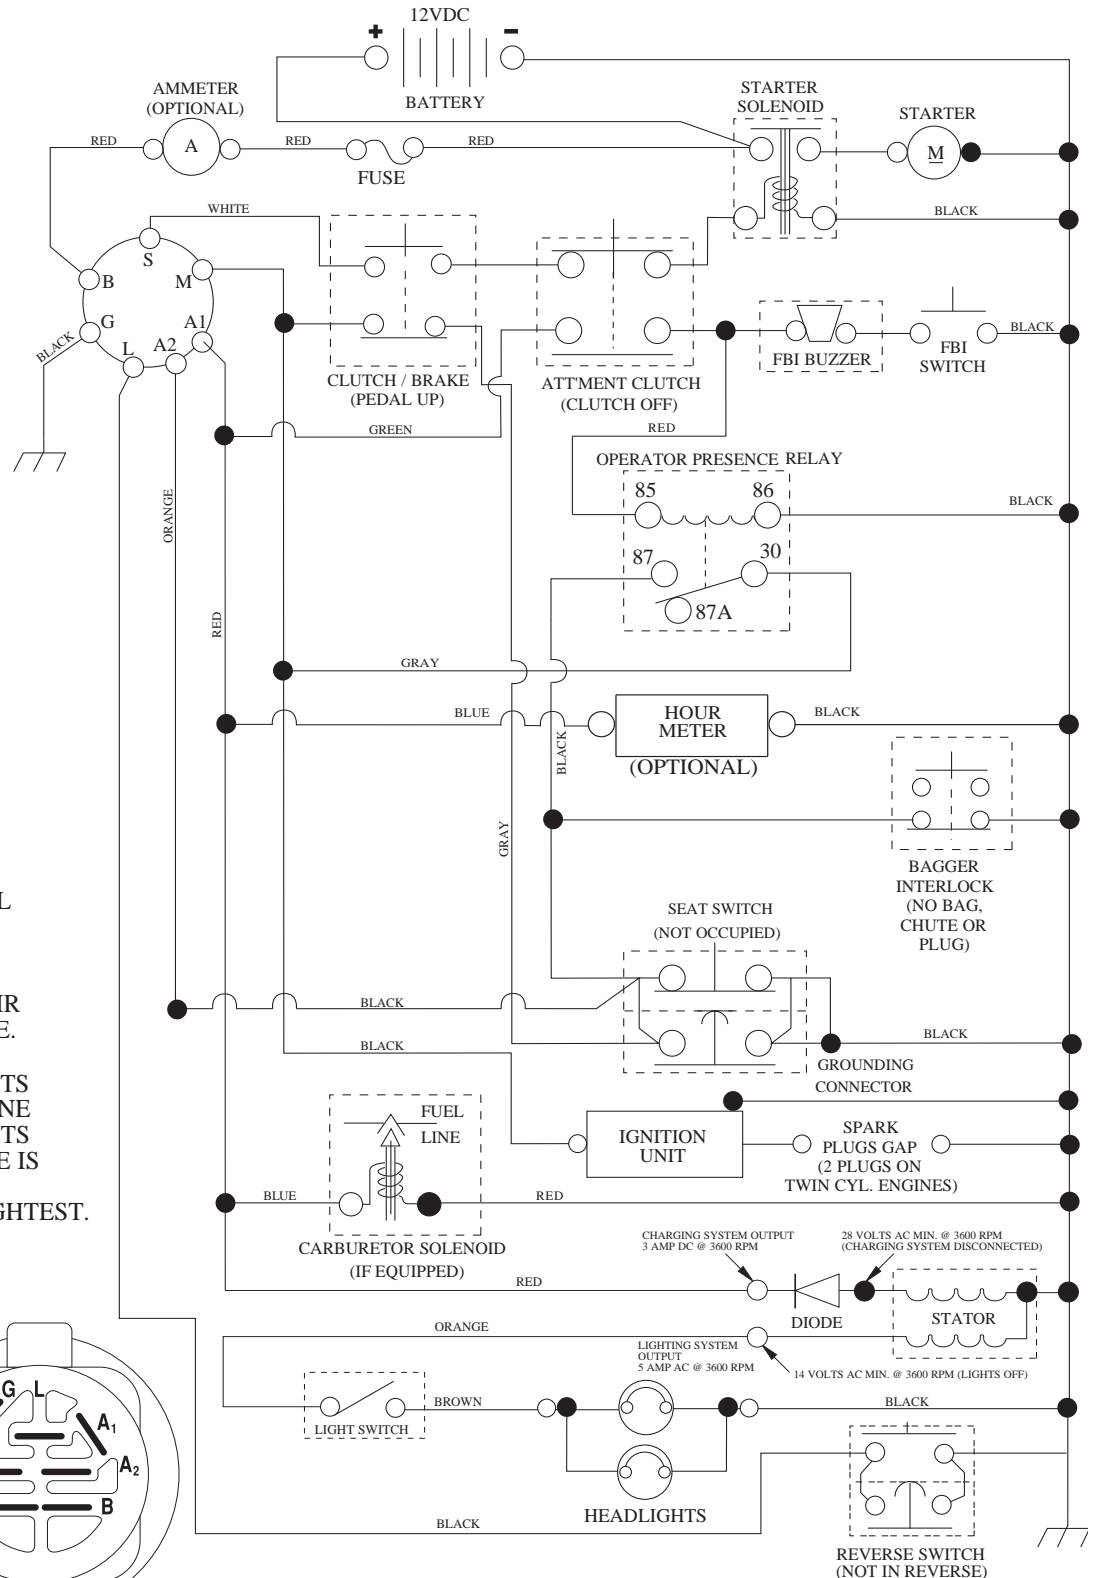 12VDC
+
-
BATTERY
AMMETER
(OPTIONAL)
STARTER
SOLENOID
STARTER
RED
A
RED
RED
M
FUSE
WHITE
BLACK
S
B
M
G
A1
L
A2
BLACK
FBI BUZZER
FBI
SWITCH
BLACK
CLUTCH / BRAKE
(PEDAL UP)
ATT'MENT CLUTCH
(CLUTCH OFF)
GREEN
RED
OPERATOR PRESENCE RELAY
85
86
BLACK
ORANGE
87
30
87A
RED
GRAY
BLUE
HOUR
METER
BLACK
(OPTIONAL)
BLACK
GRAY
BAGGER
INTERLOCK
(NO BAG,
CHUTE OR
PLUG)
L
SEAT SWITCH
(NOT OCCUPIED)
IR
E.
BLACK
BLACK
BLACK
GROUNDING
CONNECTOR
TS
NE
TS
E IS
GHTEST.
FUEL
LINE
IGNITION
UNIT
SPARK
PLUGS GAP
(2 PLUGS ON
TWIN CYL. ENGINES)
BLUE
RED
CARBURETOR SOLENOID
(IF EQUIPPED)
CHARGING SYSTEM OUTPUT
3 AMP DC @ 3600 RPM
28 VOLTS AC MIN. @ 3600 RPM
(CHARGING SYSTEM DISCONNECTED)
RED
DIODE
STATOR
ORANGE
LIGHTING SYSTEM
OUTPUT
5 AMP AC @ 3600 RPM
14 VOLTS AC MIN. @ 3600 RPM (LIGHTS OFF)
LIGHT SWITCH
BROWN
BLACK
G
L
A1
A2
B
HEADLIGHTS
BLACK
REVERSE SWITCH
(NOT IN REVERSE)